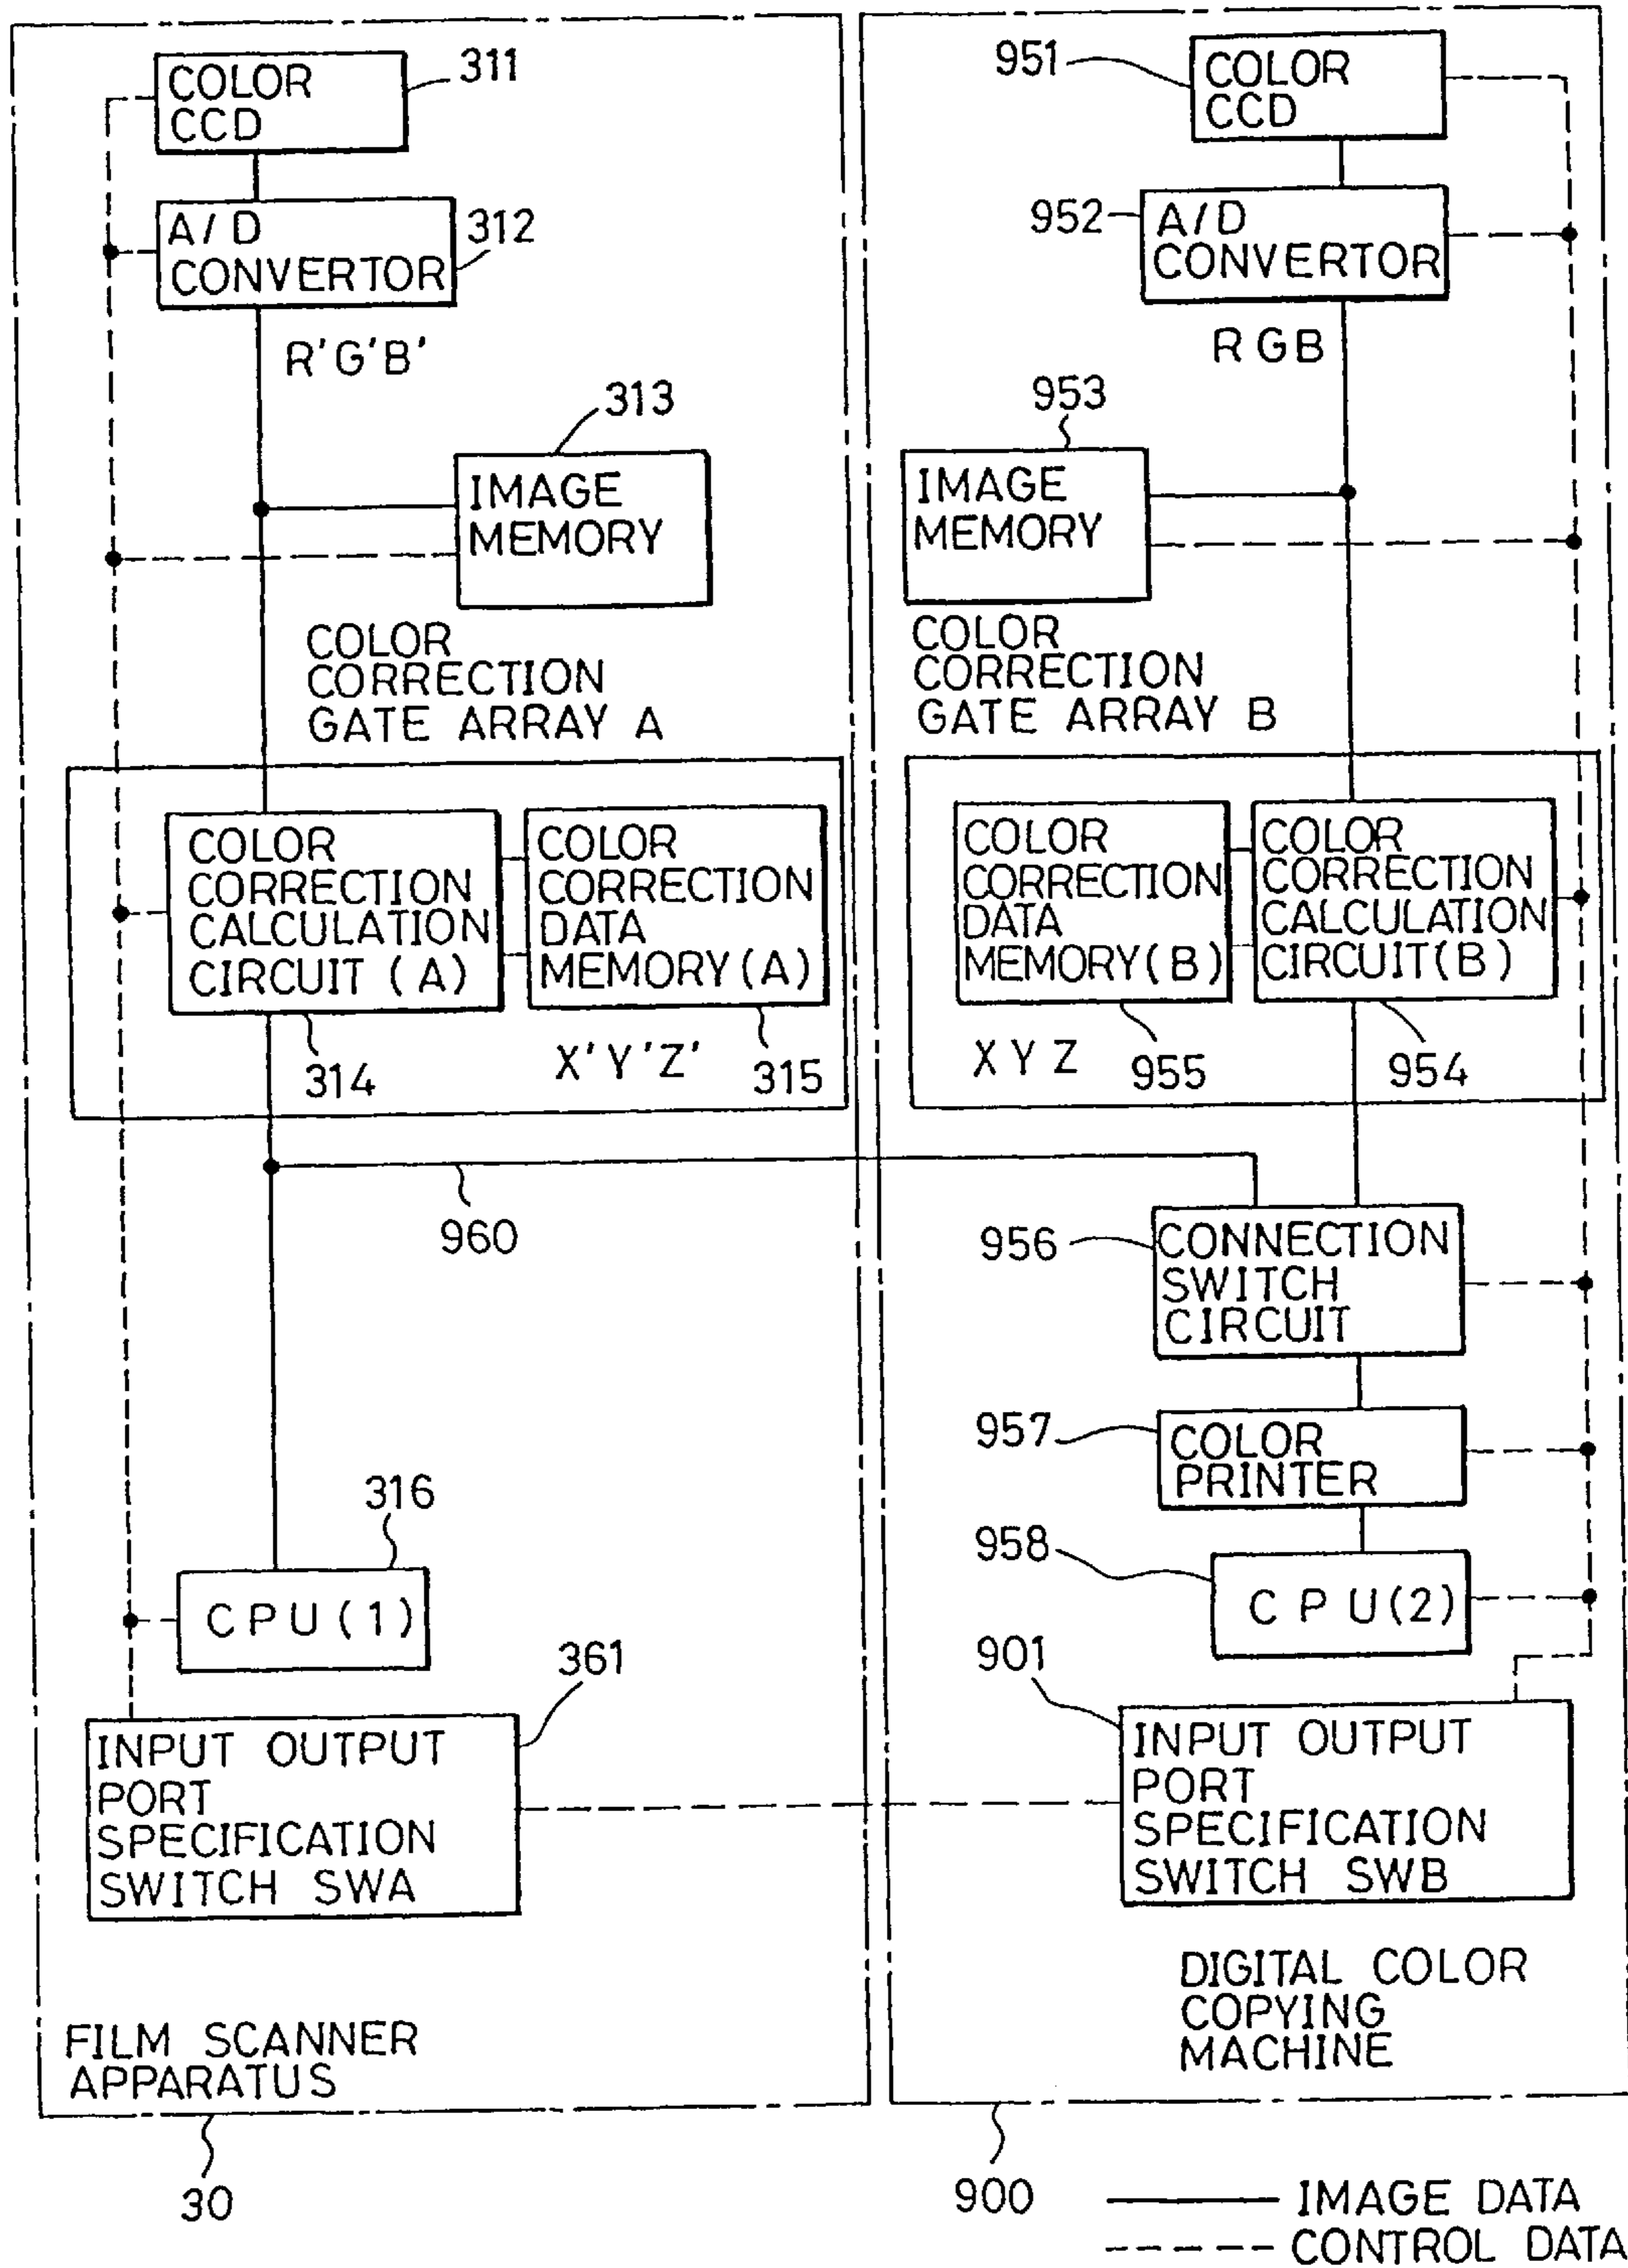 COLOR
CCD
311
A/D
CONVERTOR
312
R'G'B'
313
IMAGE
MEMORY
COLOR
CORRECTION
GATE ARRAY A
COLOR
CORRECTION
CALCULATION
CIRCUIT (A)
COLOR
CORRECTION
DATA
MEMORY (A)
314
X'Y'Z'
315
960
316
CPU(1)
361
INPUT OUTPUT
PORT
SPECIFICATION
SWITCH SWA
FILM SCANNER
APPARATUS
30
951
COLOR
CCD
952
A/D
CONVERTOR
RGB
953
IMAGE
MEMORY
COLOR
CORRECTION
GATE ARRAY B
COLOR
CORRECTION
DATA
MEMORY(B)
COLOR
CORRECTION
CALCULATION
CIRCUIT(B)
XYZ
955
954
956
CONNECTION
SWITCH
CIRCUIT
957
COLOR
PRINTER
958
CPU(2)
901
INPUT OUTPUT
PORT
SPECIFICATION
SWITCH SWB
DIGITAL COLOR
COPYING
MACHINE
900
IMAGE DATA
CONTROL DATA